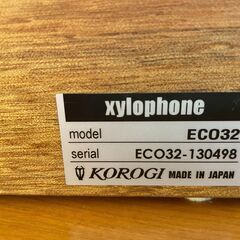 xylophone
model ECO32
serial ECO32-130498
KOROGI MADE IN JAPAN